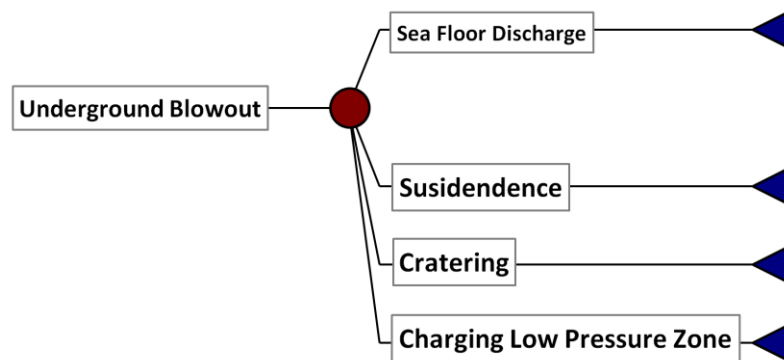 Sea Floor Discharge
Underground Blowout
Susidendence
Cratering
Charging Low Pressure Zone